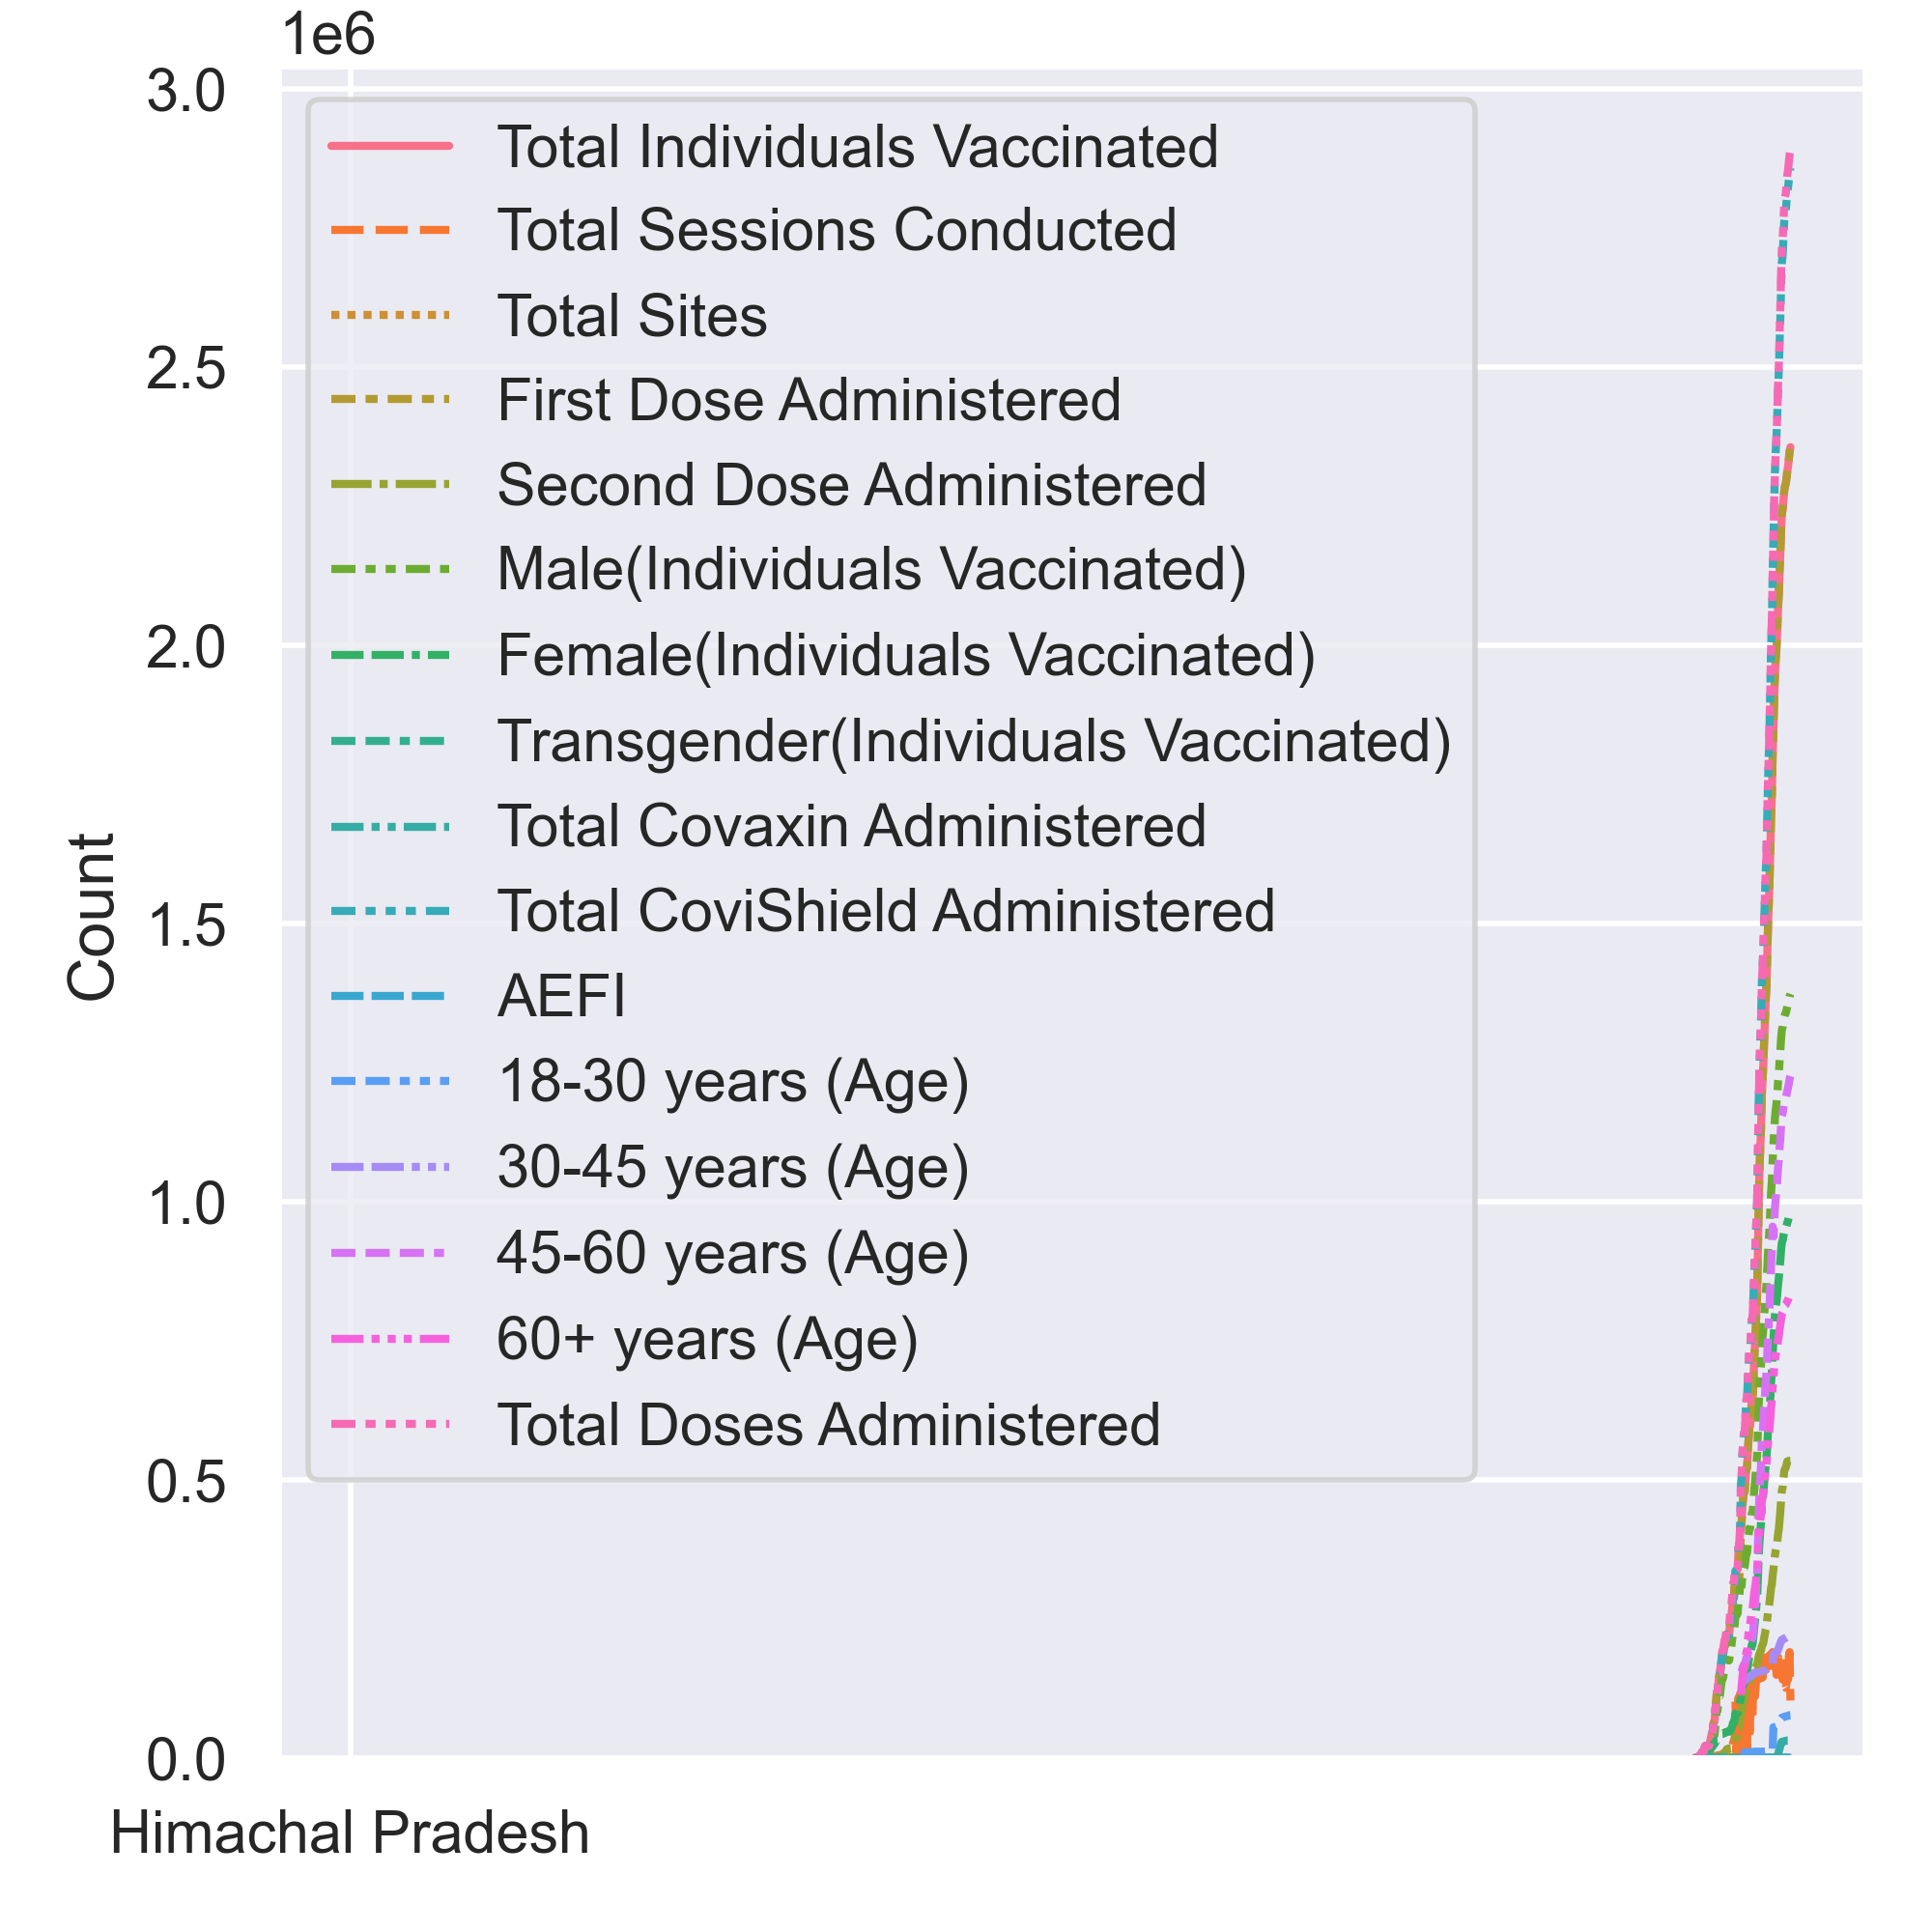 1e6
3.0
2.5
2.0
1.5
1.0
0.5
0.0
Count
Total Individuals Vaccinated
Total Sessions Conducted
Total Sites
First Dose Administered
Second Dose Administered
Male(Individuals Vaccinated)
Female(Individuals Vaccinated)
Transgender(Individuals Vaccinated)
Total Covaxin Administered
Total CoviShield Administered
AEFI
18-30 years (Age)
30-45 years (Age)
45-60 years (Age)
60+ years (Age)
Total Doses Administered
Himachal Pradesh